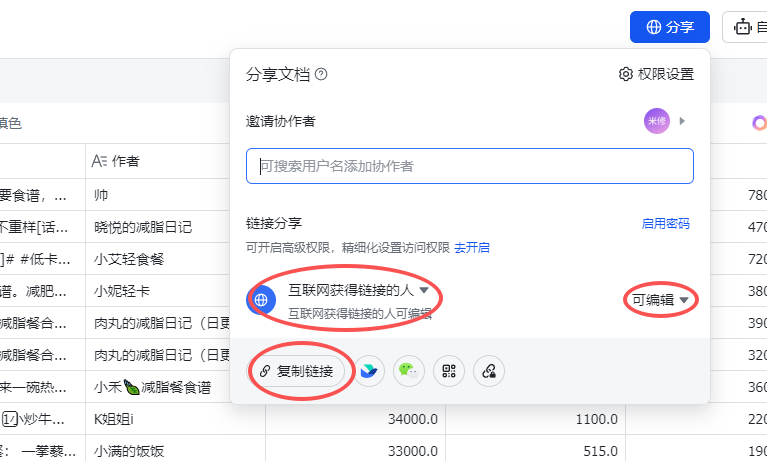 分享
自
分享文档
权限设置
填色
邀请协作者
米修
作者
可搜索用户名添加协作者
要食谱，...
帅
780
不重样[话...
晓悦的减脂日记
链接分享
启用密码
470
可开启高级权限，精细化设置访问权限 去开启
]# #低卡...
小艾轻食餐
720
谱。减肥...
小妮轻卡
互联网获得链接的人
可编辑
380
互联网获得链接的人可编辑
减脂餐合...
肉丸的减脂日记（日更
390
减脂餐合...
肉丸的减脂日记（日更
320
复制链接
来一碗热...
小禾🍃减脂餐食谱
360
小炒牛...
K姐姐i
34000.0
1100.0
220
： 一拳藜...
小满的饭饭
33000.0
515.0
190